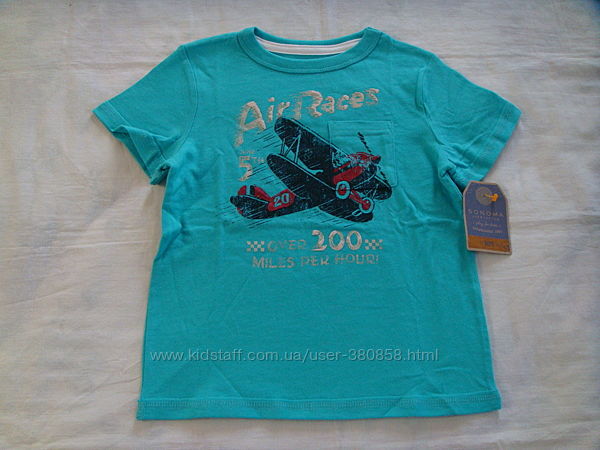 Air Races
5TH
20
OVER 200
MILES PER HOUR!
SONOMA
www.kidstaff.com.ua/user-380858.html